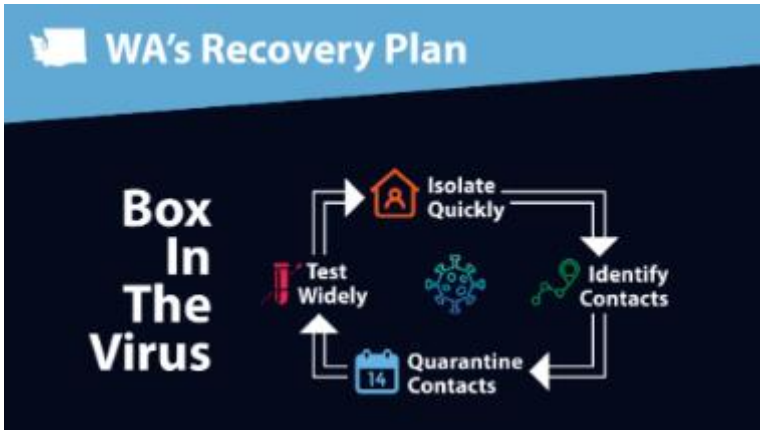 WA's Recovery Plan
Box
In
The
Virus
Isolate
Quickly
Identify
Contacts
14
Quarantine
Contacts
Test
Widely